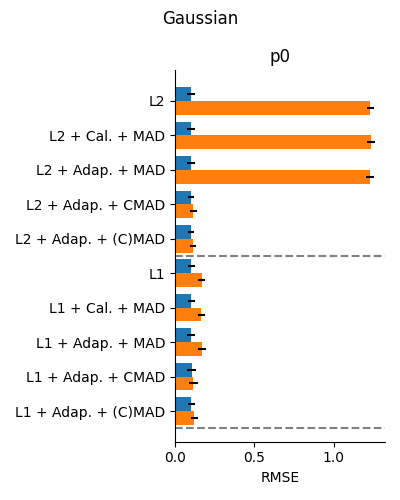 Gaussian
p0
L2
L2 + Cal. + MAD
L2 + Adap. + MAD
L2 + Adap. + CMAD
L2 + Adap. + (C)MAD
L1
L1 + Cal. + MAD
L1 + Adap. + MAD
L1 + Adap. + CMAD
L1 + Adap. + (C)MAD
0.0 0.5 1.0
RMSE